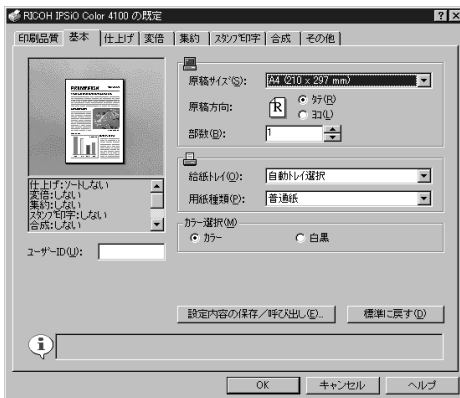 RICOH IPSiO Color 4100 の既定
印刷品質 基本 仕上げ 変倍 集約 スタンプ印字 合成 その他
原稿サイズ(S): A4 (210 x 297 mm)
原稿方向: R タテ(R)
ヨコ(L)
部数(B): 1
給紙トレイ(O): 自動トレイ選択
用紙種類(P): 普通紙
仕上げ:ソートしない
変倍:しない
集約:しない
スタンプ印字:しない
合成:しない
カラー選択(M)
カラー 白黒
ユーザーID(U):
設定内容の保存/呼び出し(E)... 標準に戻す(D)
OK キャンセル ヘルプ